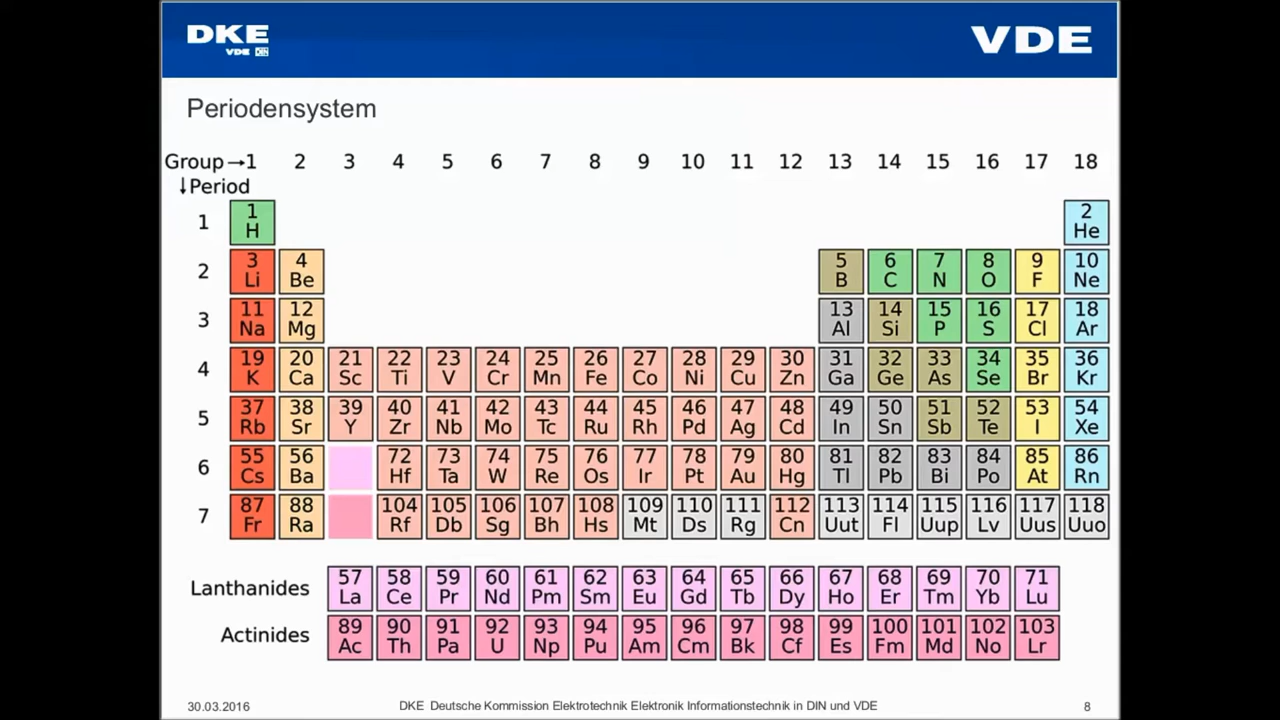 DKE
VDE DIN
VDE
Periodensystem
Group →1 2 3 4 5 6 7 8 9 10 11 12 13 14 15 16 17 18
↓Period
1 1 H 2 He
2 3 Li 4 Be 5 B 6 C 7 N 8 O 9 F 10 Ne
3 11 Na 12 Mg 13 Al 14 Si 15 P 16 S 17 Cl 18 Ar
4 19 K 20 Ca 21 Sc 22 Ti 23 V 24 Cr 25 Mn 26 Fe 27 Co 28 Ni 29 Cu 30 Zn 31 Ga 32 Ge 33 As 34 Se 35 Br 36 Kr
5 37 Rb 38 Sr 39 Y 40 Zr 41 Nb 42 Mo 43 Tc 44 Ru 45 Rh 46 Pd 47 Ag 48 Cd 49 In 50 Sn 51 Sb 52 Te 53 I 54 Xe
6 55 Cs 56 Ba 72 Hf 73 Ta 74 W 75 Re 76 Os 77 Ir 78 Pt 79 Au 80 Hg 81 Tl 82 Pb 83 Bi 84 Po 85 At 86 Rn
7 87 Fr 88 Ra 104 Rf 105 Db 106 Sg 107 Bh 108 Hs 109 Mt 110 Ds 111 Rg 112 Cn 113 Uut 114 Fl 115 Uup 116 Lv 117 Uus 118 Uuo
Lanthanides 57 La 58 Ce 59 Pr 60 Nd 61 Pm 62 Sm 63 Eu 64 Gd 65 Tb 66 Dy 67 Ho 68 Er 69 Tm 70 Yb 71 Lu
Actinides 89 Ac 90 Th 91 Pa 92 U 93 Np 94 Pu 95 Am 96 Cm 97 Bk 98 Cf 99 Es 100 Fm 101 Md 102 No 103 Lr
30.03.2016 DKE Deutsche Kommission Elektrotechnik Elektronik Informationstechnik in DIN und VDE 8